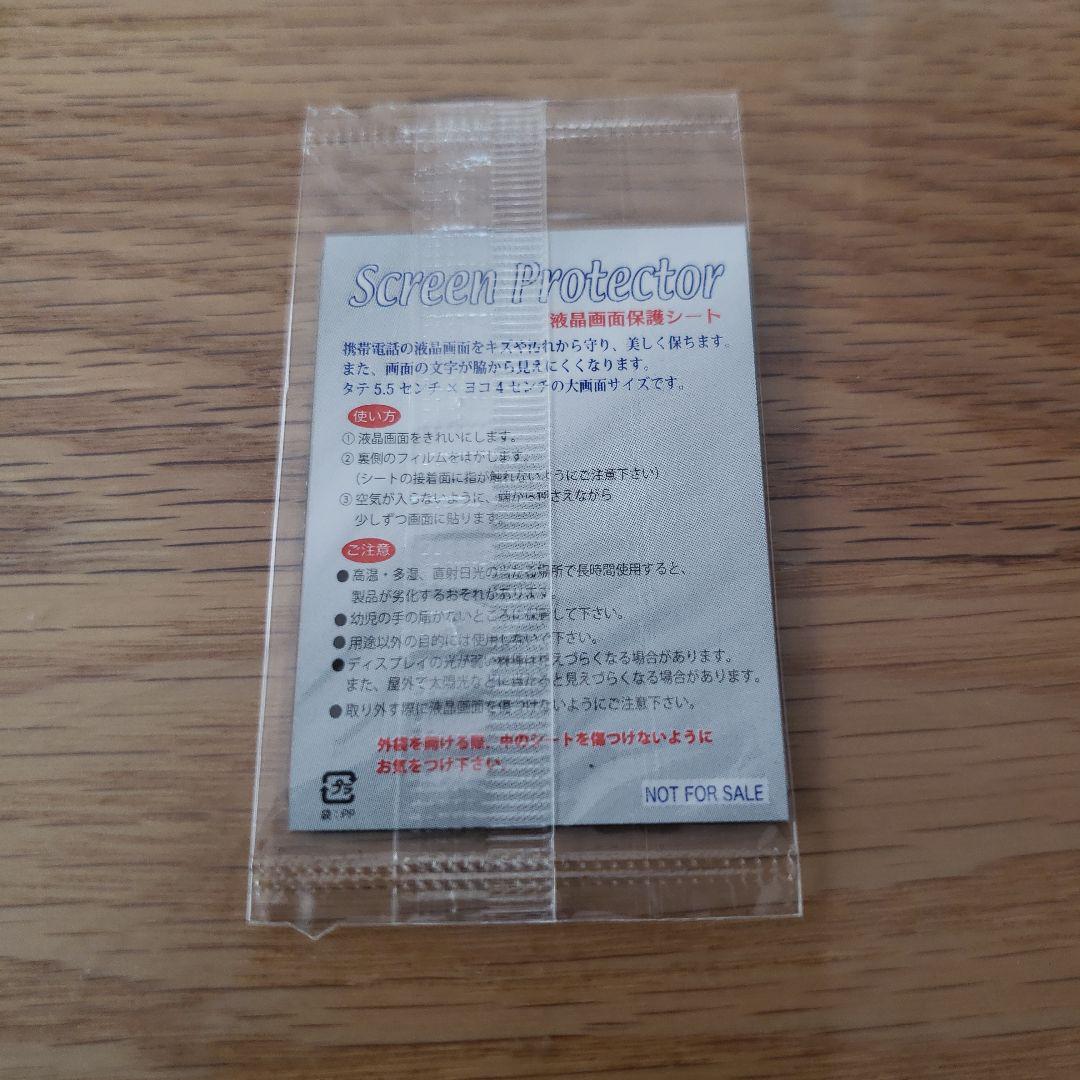 Screen Protector
液晶画面保護シート
携帯電話の液晶画面をキズや汚れから守り、美しく保ちます。
また、画面の文字が脇から見えにくくなります。
タテ5.5センチ×ヨコ4センチの大画面サイズです。
使い方
① 液晶画面をきれいにします。
② 裏側のフィルムをはがします。
(シートの接着面に指が触れないようにご注意下さい)
③ 空気が入らないように、端から押さえながら
少しずつ画面に貼ります。
ご注意
●高温・多湿、直射日光の当たる場所で長時間使用すると、
製品が劣化するおそれがあります。
●幼児の手の届かないところに保管して下さい。
●用途以外の目的には使用しないで下さい。
●ディスプレイの光が弱い機種は見えづらくなる場合があります。
また、屋外で太陽光などに当たると見えづらくなる場合があります。
●取り外す際に液晶画面を傷つけないようにご注意下さい。
外袋を開ける際、中のシートを傷つけないように
お気をつけ下さい。
プラ
袋:PP
NOT FOR SALE